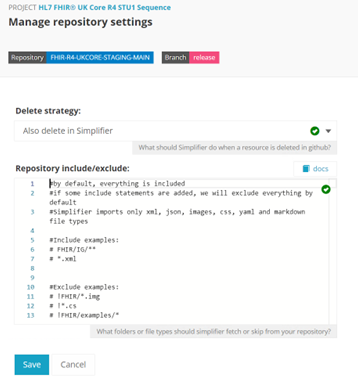 PROJECT HL7 FHIR® UK Core R4 STU1 Sequence
Manage repository settings
Repository FHIR-R4-UKCORE-STAGING-MAIN Branch release
Delete strategy:
Also delete in Simplifier
What should Simplifier do when a resource is deleted in github?
Repository include/exclude:
docs
1 #by default, everything is included
2 #if some include statements are added, we will exclude everything by
default
3 #Simplifier imports only xml, json, images, css, yaml and markdown
file types
4
5 #Include examples:
6 # FHIR/IG/**
7 # *.xml
8
9
10 #Exclude examples:
11 # !FHIR/*.img
12 # !*.cs
13 # !FHIR/examples/*
What folders or file types should simplifier fetch or skip from your repository?
Save Cancel